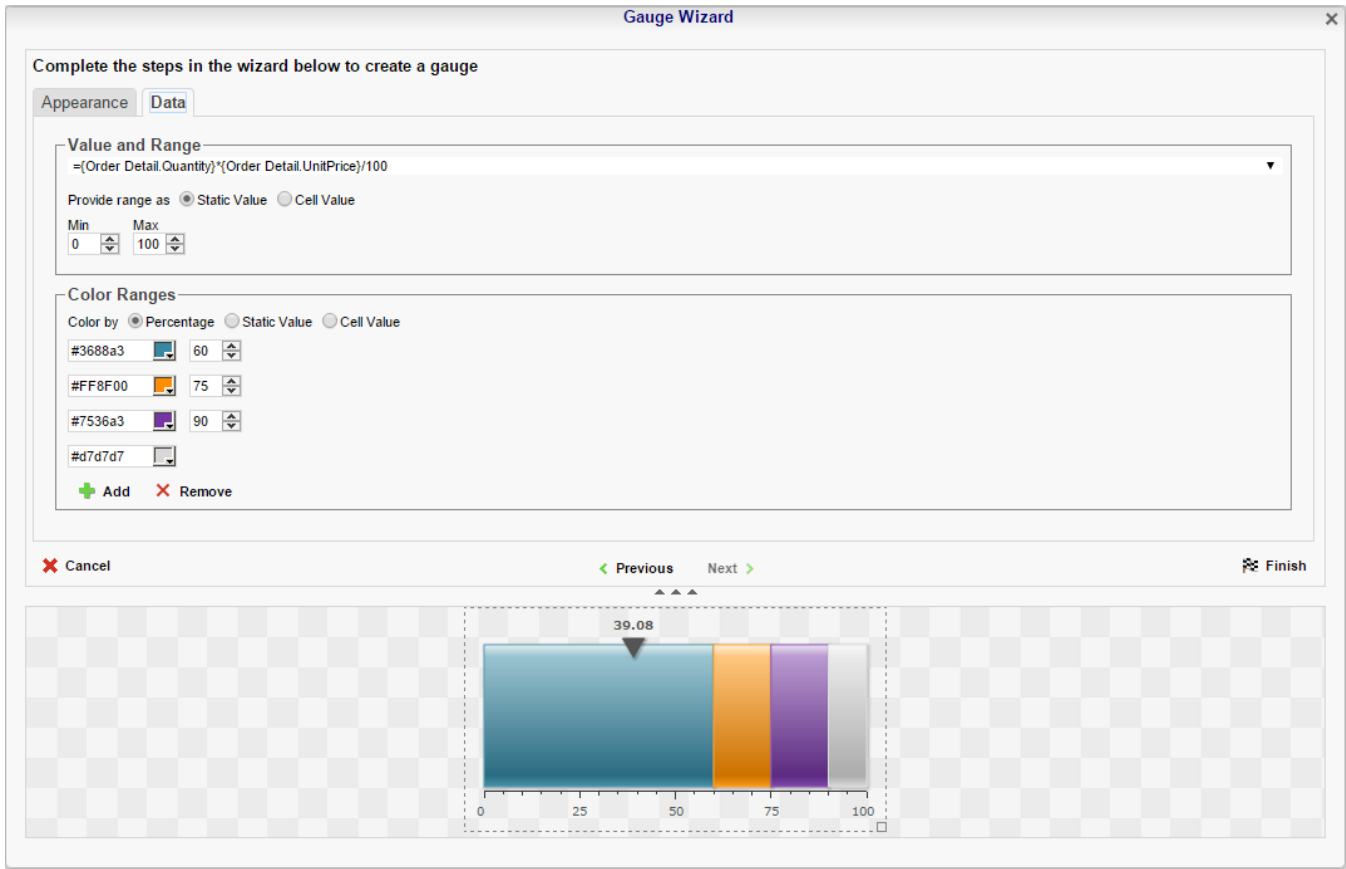 Gauge Wizard
Complete the steps in the wizard below to create a gauge
Appearance Data
Value and Range
={Order Detail.Quantity}*{Order Detail.UnitPrice}/100
Provide range as Static Value Cell Value
Min Max
0 100
Color Ranges
Color by Percentage Static Value Cell Value
#3688a3 60
#FF8F00 75
#7536a3 90
#d7d7d7
Add Remove
Cancel Previous Next Finish
39.08
0 25 50 75 100